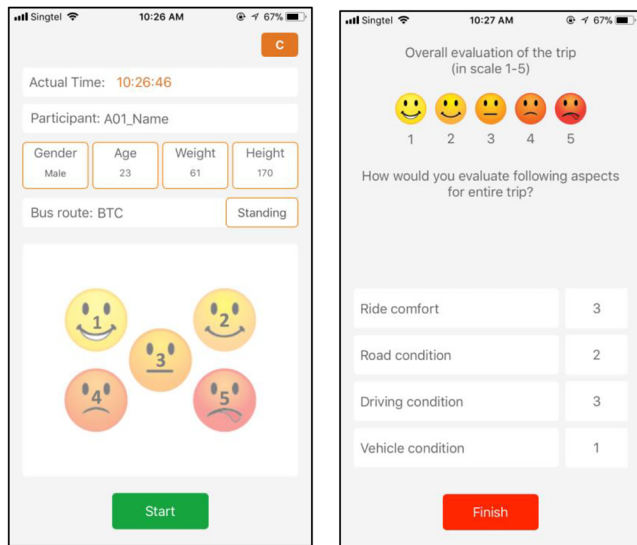 Singtel 10:26 AM 67%
C
Actual Time: 10:26:46
Participant: A01_Name
Gender Age Weight Height
Male 23 61 170
Bus route: BTC Standing
1 2
3
4 5
Start
Singtel 10:27 AM 67%
Overall evaluation of the trip
(in scale 1-5)
1 2 3 4 5
How would you evaluate following aspects
for entire trip?
Ride comfort 3
Road condition 2
Driving condition 3
Vehicle condition 1
Finish